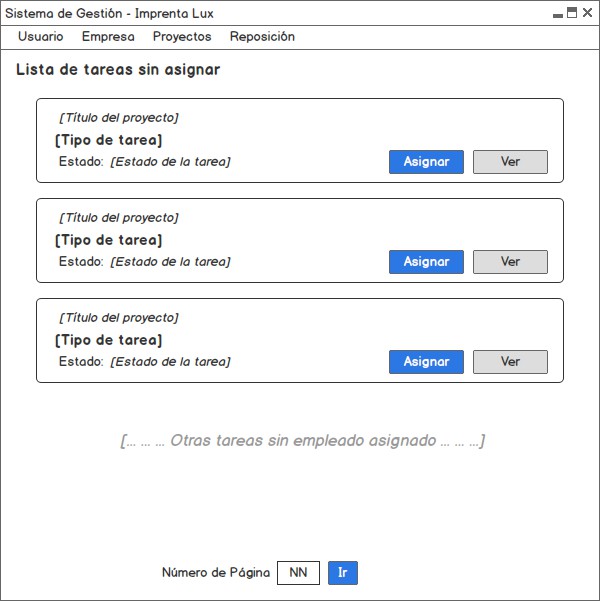 Sistema de Gestión - Imprenta Lux
Usuario Empresa Proyectos Reposición
Lista de tareas sin asignar
[Título del proyecto]
[Tipo de tarea]
Estado: [Estado de la tarea] Asignar Ver
[Título del proyecto]
[Tipo de tarea]
Estado: [Estado de la tarea] Asignar Ver
[Título del proyecto]
[Tipo de tarea]
Estado: [Estado de la tarea] Asignar Ver
[... ... ... Otras tareas sin empleado asignado ... ... ...]
Número de Página NN Ir